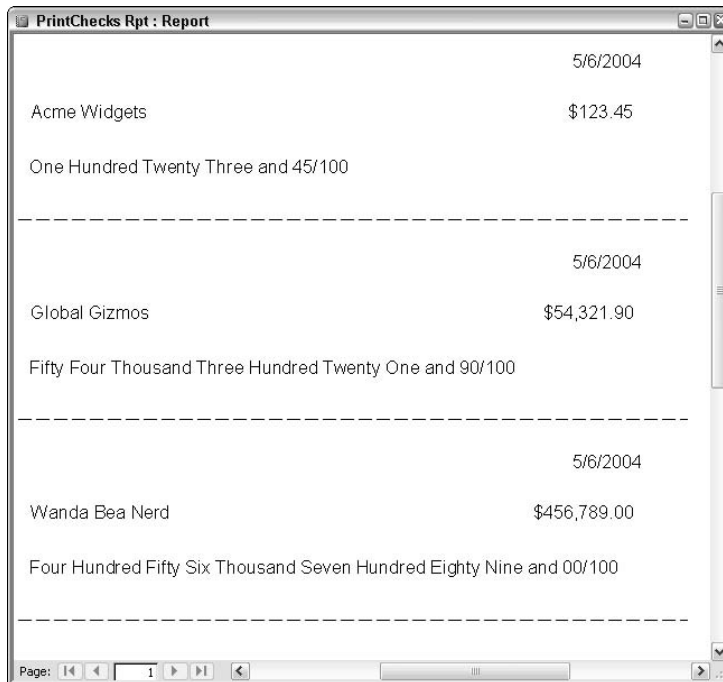 PrintChecks Rpt : Report
5/6/2004
Acme Widgets $123.45
One Hundred Twenty Three and 45/100
5/6/2004
Global Gizmos $54,321.90
Fifty Four Thousand Three Hundred Twenty One and 90/100
5/6/2004
Wanda Bea Nerd $456,789.00
Four Hundred Fifty Six Thousand Seven Hundred Eighty Nine and 00/100
Page: 1